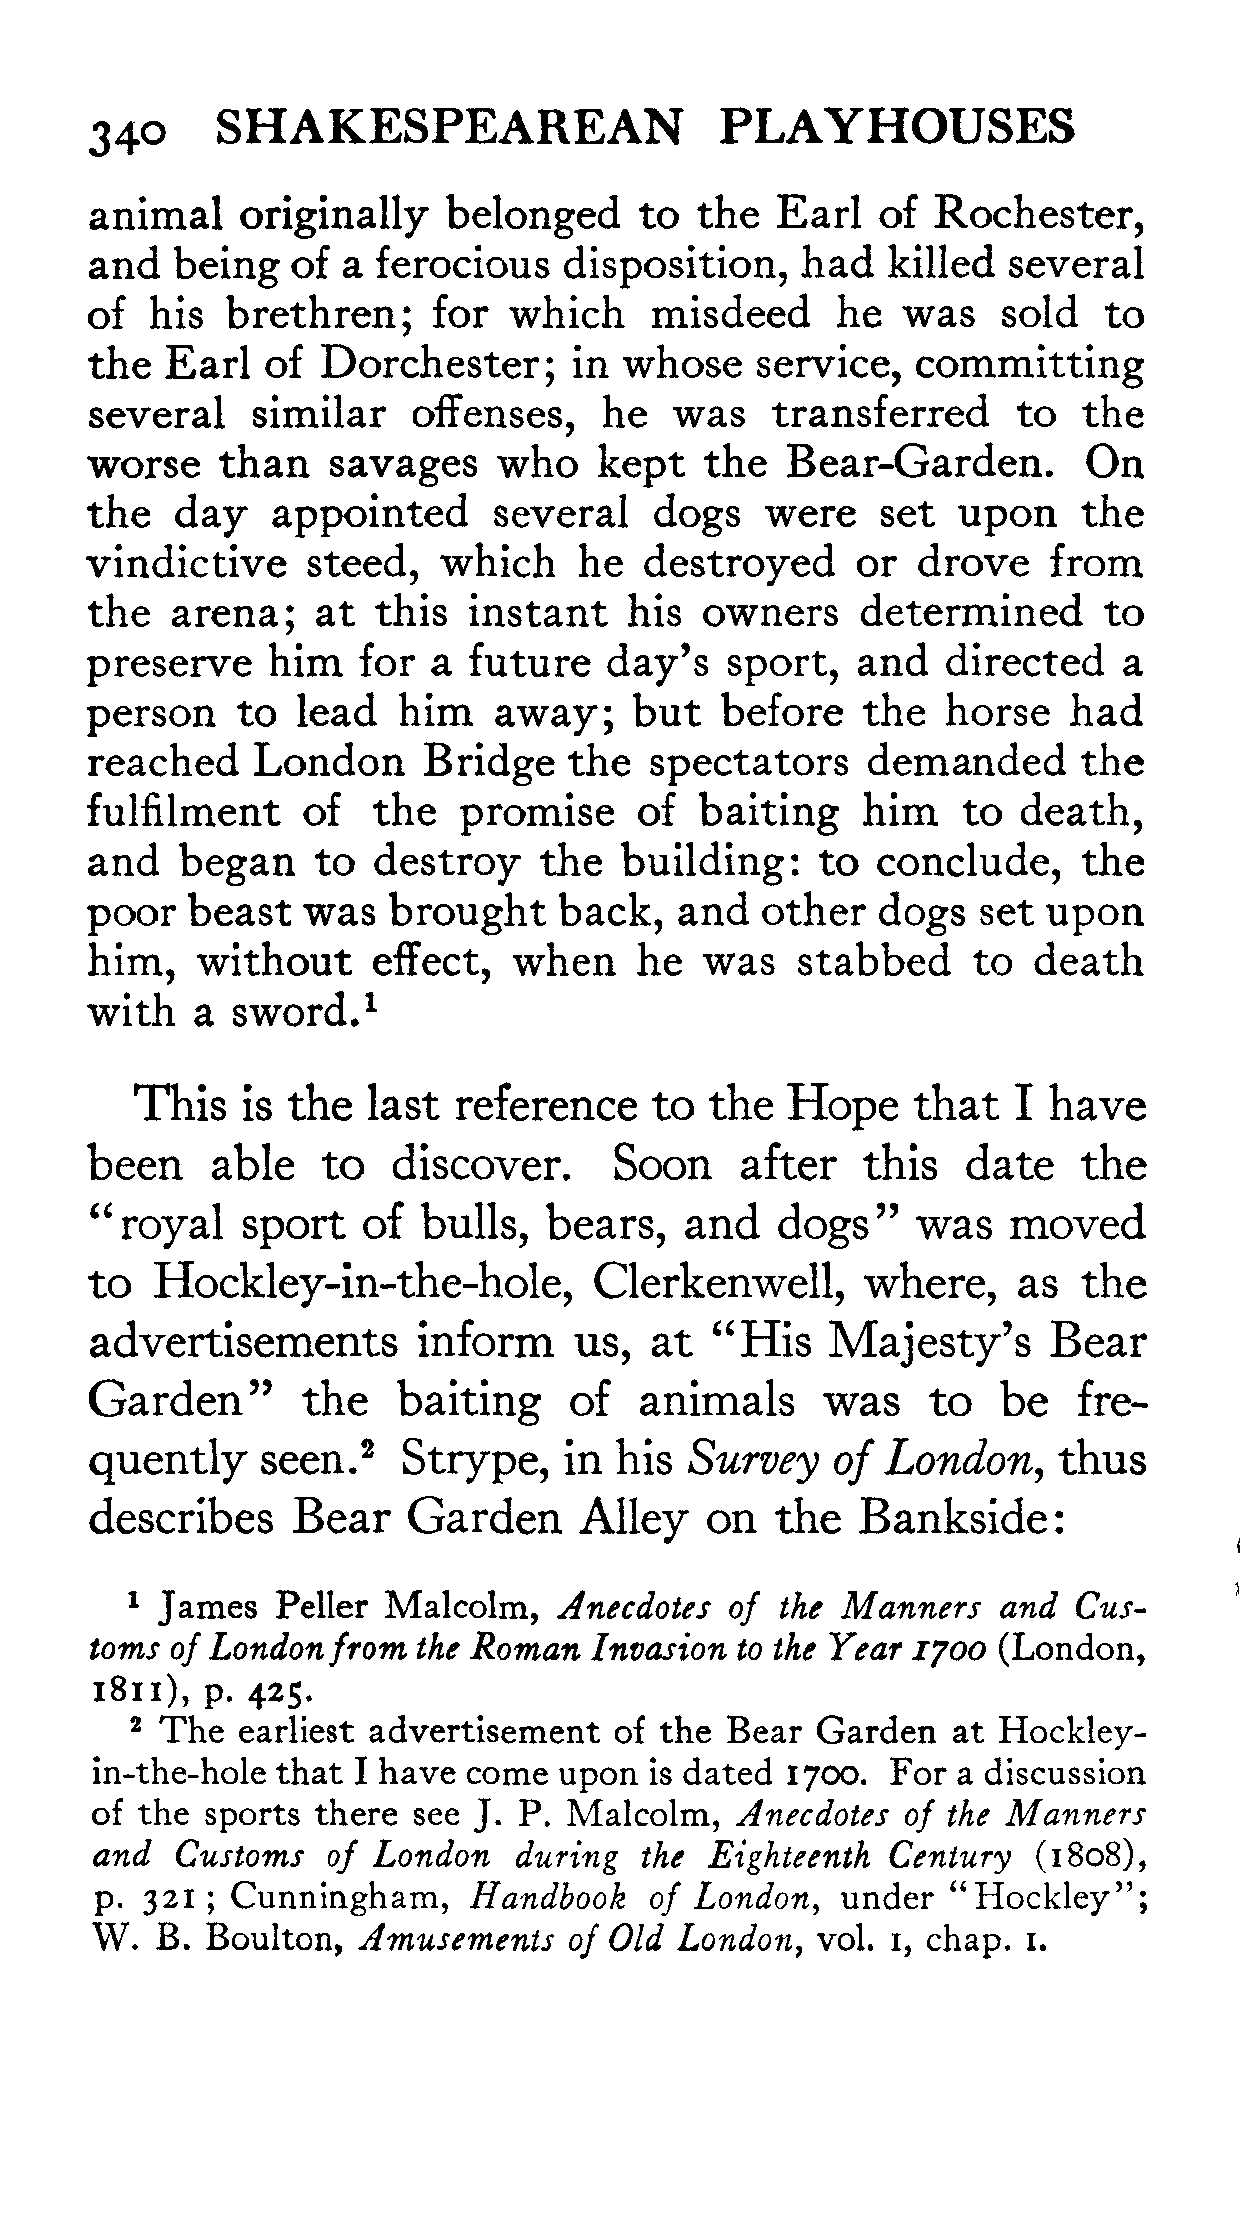 340 SHAKESPEAREAN PLAYHOUSES
animal originally belonged to the Earl of Rochester,
and being of a ferocious disposition, had killed several
of his brethren; for which misdeed he was sold to
the Earl of Dorchester; in whose service, committing
several similar offenses, he was transferred to the
worse than savages who kept the Bear-Garden. On
the day appointed several dogs were set upon the
vindictive steed, which he destroyed or drove from
the arena; at this instant his owners determined to
preserve him for a future day's sport, and directed a
person to lead him away; but before the horse had
reached London Bridge the spectators demanded the
fulfilment of the promise of baiting him to death,
and began to destroy the building: to conclude, the
poor beast was brought back, and other dogs set upon
him, without effect, when he was stabbed to death
with a sword.¹
This is the last reference to the Hope that I have
been able to discover. Soon after this date the
"royal sport of bulls, bears, and dogs" was moved
to Hockley-in-the-hole, Clerkenwell, where, as the
advertisements inform us, at "His Majesty's Bear
Garden" the baiting of animals was to be fre-
quently seen.² Strype, in his Survey of London, thus
describes Bear Garden Alley on the Bankside:
¹ James Peller Malcolm, Anecdotes of the Manners and Cus-
toms of London from the Roman Invasion to the Year 1700 (London,
1811), p. 425.
² The earliest advertisement of the Bear Garden at Hockley-
in-the-hole that I have come upon is dated 1700. For a discussion
of the sports there see J. P. Malcolm, Anecdotes of the Manners
and Customs of London during the Eighteenth Century (1808),
p. 321; Cunningham, Handbook of London, under "Hockley";
W. B. Boulton, Amusements of Old London, vol. 1, chap. 1.